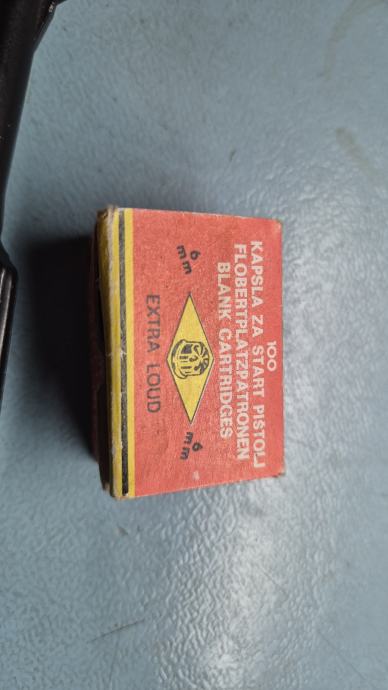 100
KAPSLA ZA START PISTOLJ
FLOBERTPLATZPATRONEN
BLANK CARTRIDGES
6 mm
6 mm
EXTRA LOUD